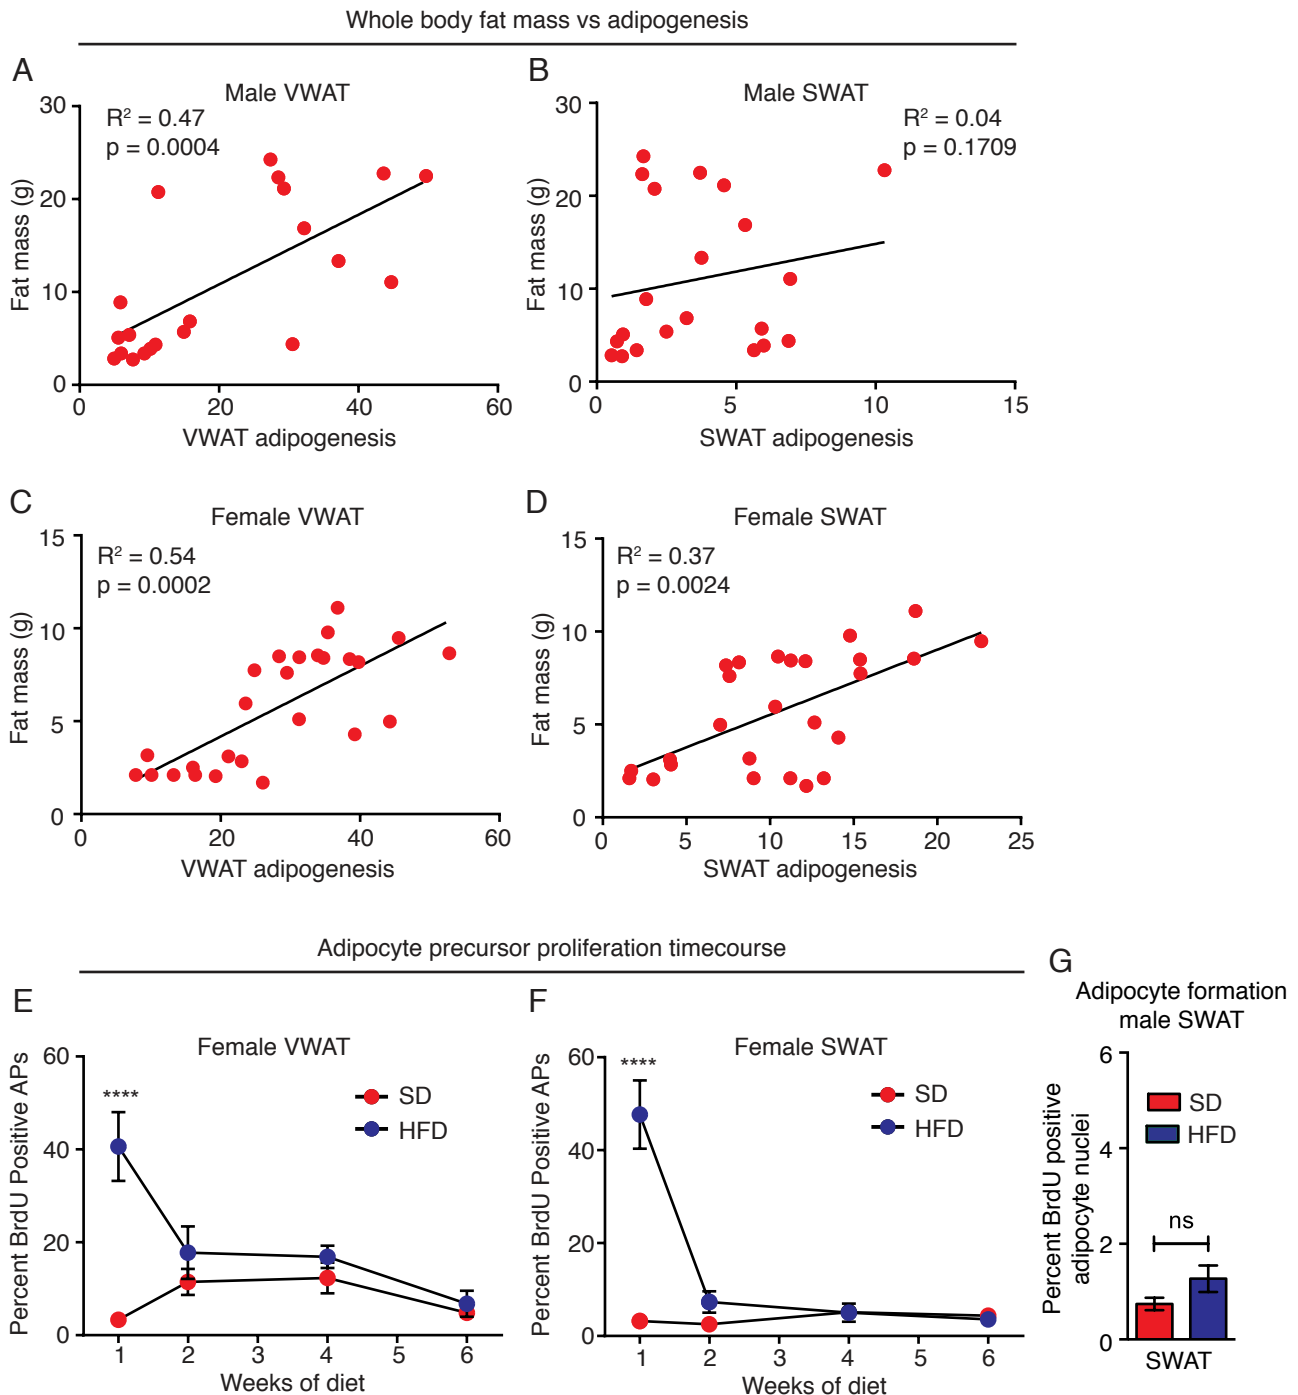 Whole body fat mass vs adipogenesis
A
Male VWAT
R² = 0.47
p = 0.0004
Fat mass (g)
30
20
10
0
0 20 40 60
VWAT adipogenesis
B
Male SWAT
R² = 0.04
p = 0.1709
Fat mass (g)
30
20
10
0
0 5 10 15
SWAT adipogenesis
C
Female VWAT
R² = 0.54
p = 0.0002
Fat mass (g)
15
10
5
0
0 20 40 60
VWAT adipogenesis
D
Female SWAT
R² = 0.37
p = 0.0024
Fat mass (g)
15
10
5
0
0 5 10 15 20 25
SWAT adipogenesis
Adipocyte precursor proliferation timecourse
E
Female VWAT
Percent BrdU Positive APs
60
40
20
0
****
SD
HFD
1 2 3 4 5 6
Weeks of diet
F
Female SWAT
Percent BrdU Positive APs
60
40
20
0
****
SD
HFD
1 2 3 4 5 6
Weeks of diet
G
Adipocyte formation
male SWAT
Percent BrdU positive
adipocyte nuclei
6
4
2
0
SD
HFD
ns
SWAT